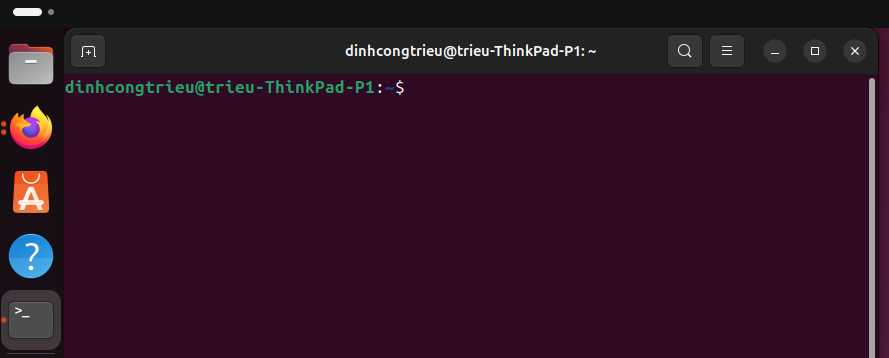 dinhcongtrieu@trieu-ThinkPad-P1: ~
dinhcongtrieu@trieu-ThinkPad-P1:~$
A
?
>_